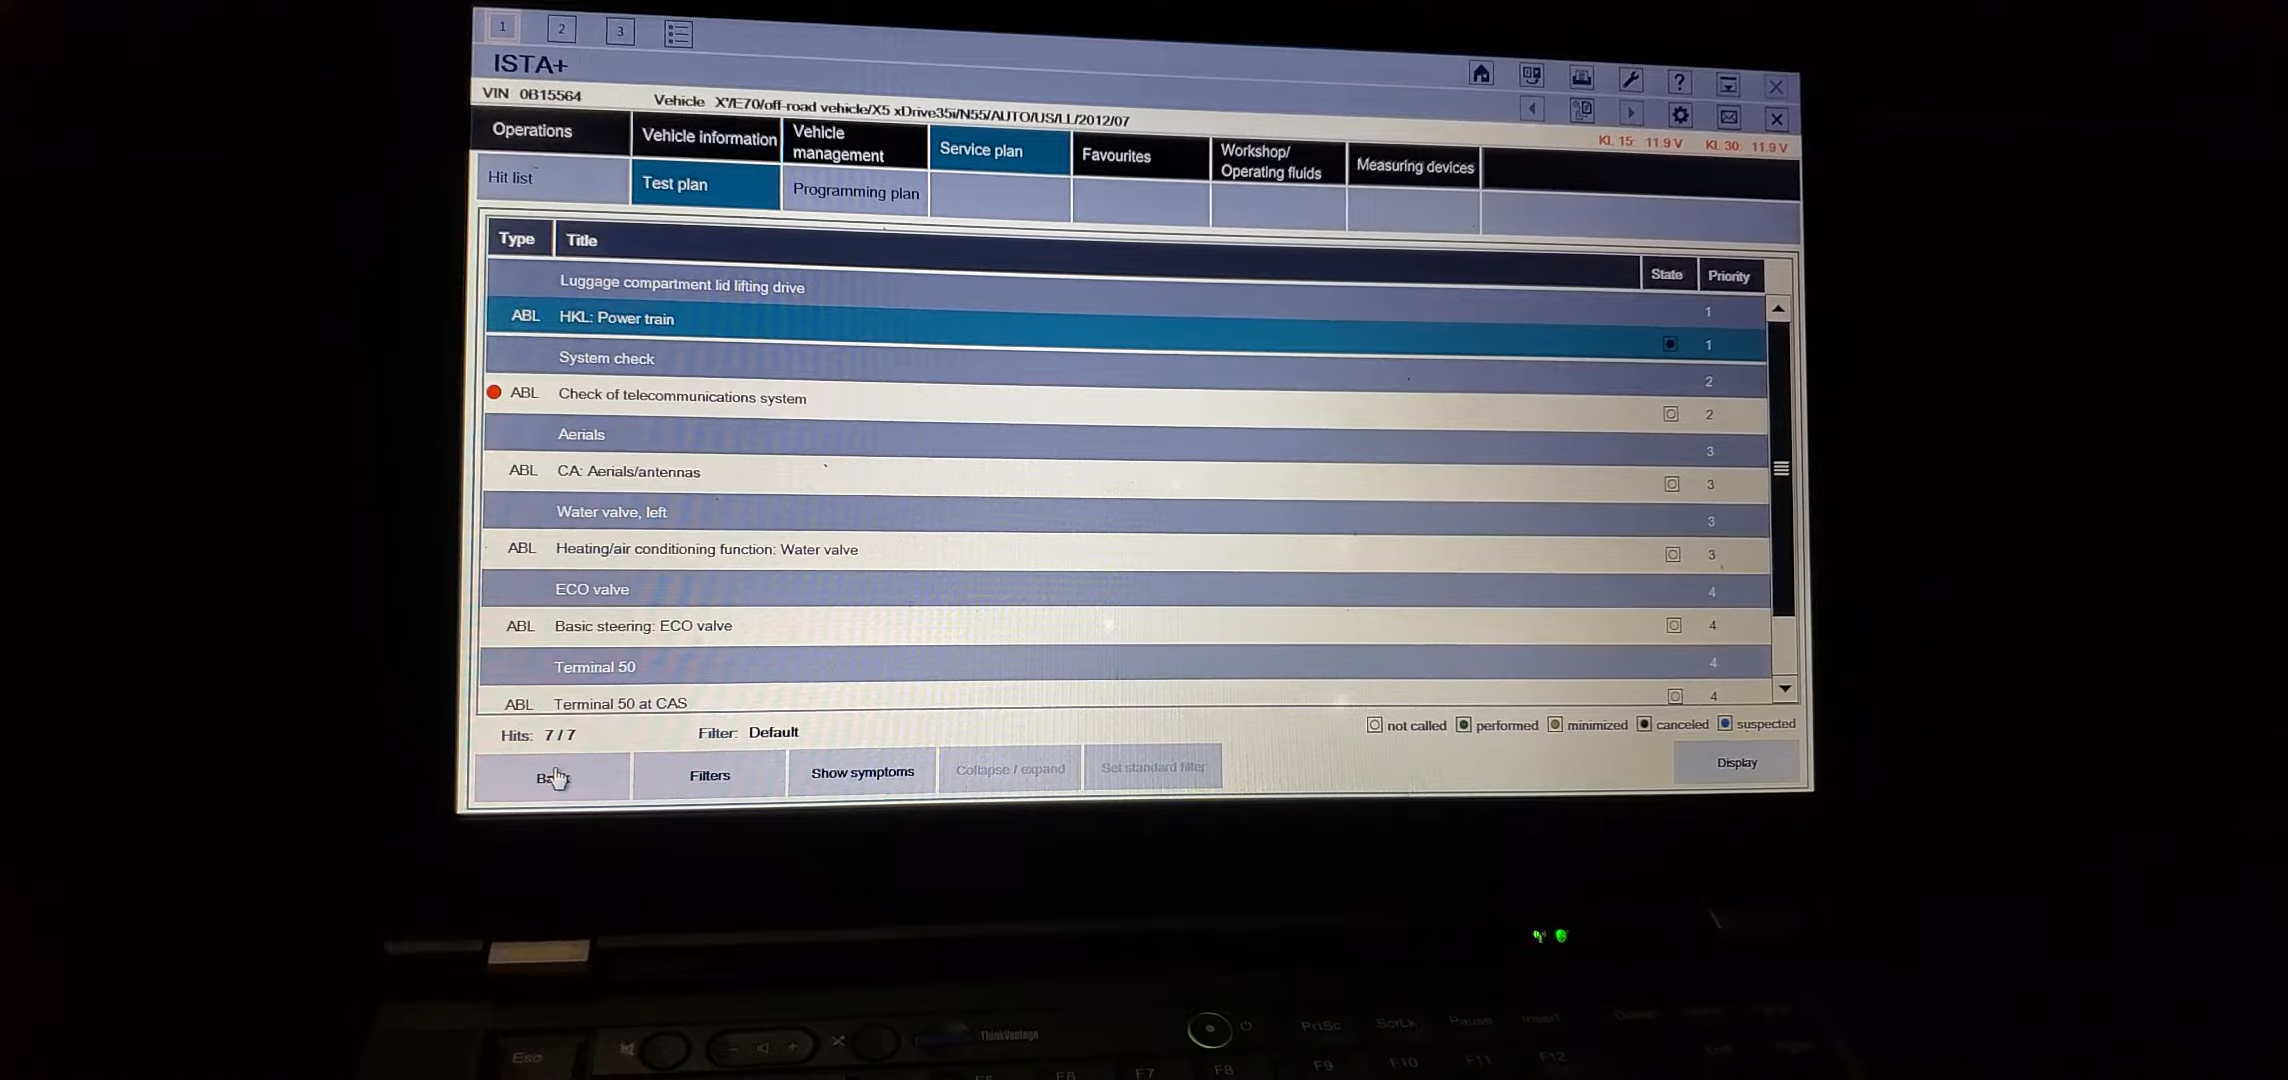 1 2 3
ISTA+
VIN 0B15564 Vehicle X'/E70/off-road vehicle/X5 xDrive35i/N55/AUTO/US/LL/2012/07
KL 15: 11.9 V KL 30: 11.9 V
Operations Vehicle information Vehicle management Service plan Favourites Workshop/ Operating fluids Measuring devices
Hit list Test plan Programming plan
Type Title State Priority
Luggage compartment lid lifting drive 1
ABL HKL: Power train 1
System check 2
ABL Check of telecommunications system 2
Aerials 3
ABL CA: Aerials/antennas 3
Water valve, left 3
ABL Heating/air conditioning function: Water valve 3
ECO valve 4
ABL Basic steering: ECO valve 4
Terminal 50 4
ABL Terminal 50 at CAS 4
Hits: 7 / 7 Filter: Default not called performed minimized canceled suspected
Filters Show symptoms Collapse / expand Set standard filter Display
ThinkVantage PrtSc ScrLk Pause Insert
Esc F6 F7 F8 F9 F10 F11 F12